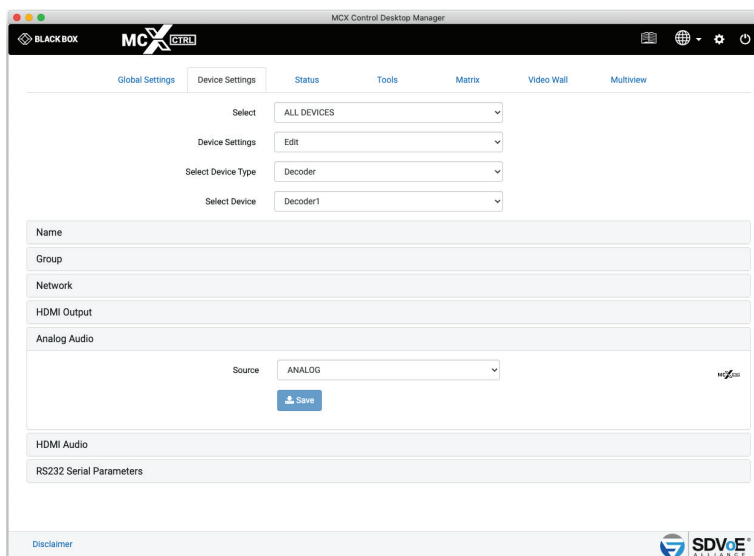 MCX Control Desktop Manager
BLACK BOX MCX CTRL
Global Settings Device Settings Status Tools Matrix Video Wall Multiview
Select ALL DEVICES
Device Settings Edit
Select Device Type Decoder
Select Device Decoder1
Name
Group
Network
HDMI Output
Analog Audio
Source ANALOG
Save
HDMI Audio
RS232 Serial Parameters
Disclaimer
SDVoE
ALLIANCE